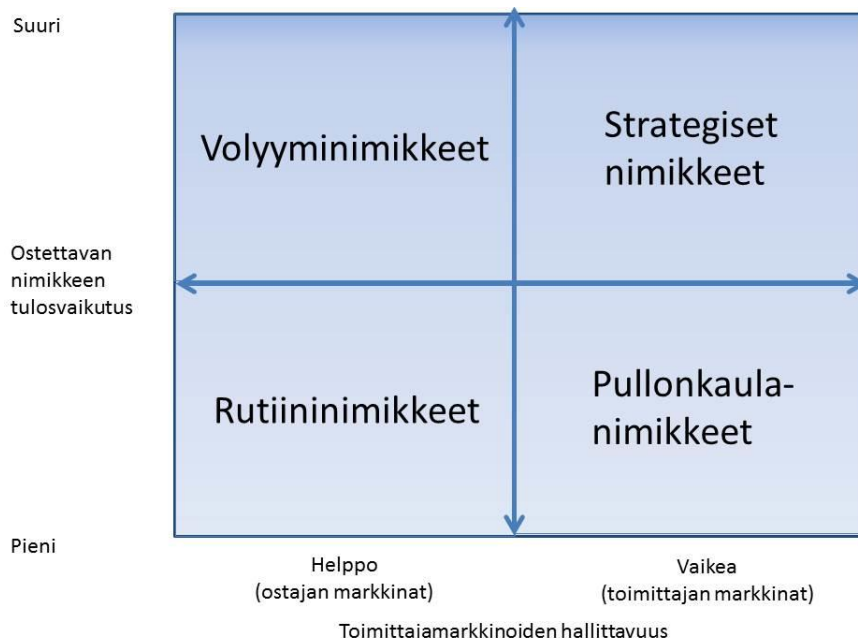 Suuri
Volyyminimikkeet
Strategiset
nimikkeet
Ostettavan
nimikkeen
tulosvaikutus
Rutiininimikkeet
Pullonkaula-
nimikkeet
Pieni
Helppo
(ostajan markkinat)
Vaikea
(toimittajan markkinat)
Toimittajamarkkinoiden hallittavuus